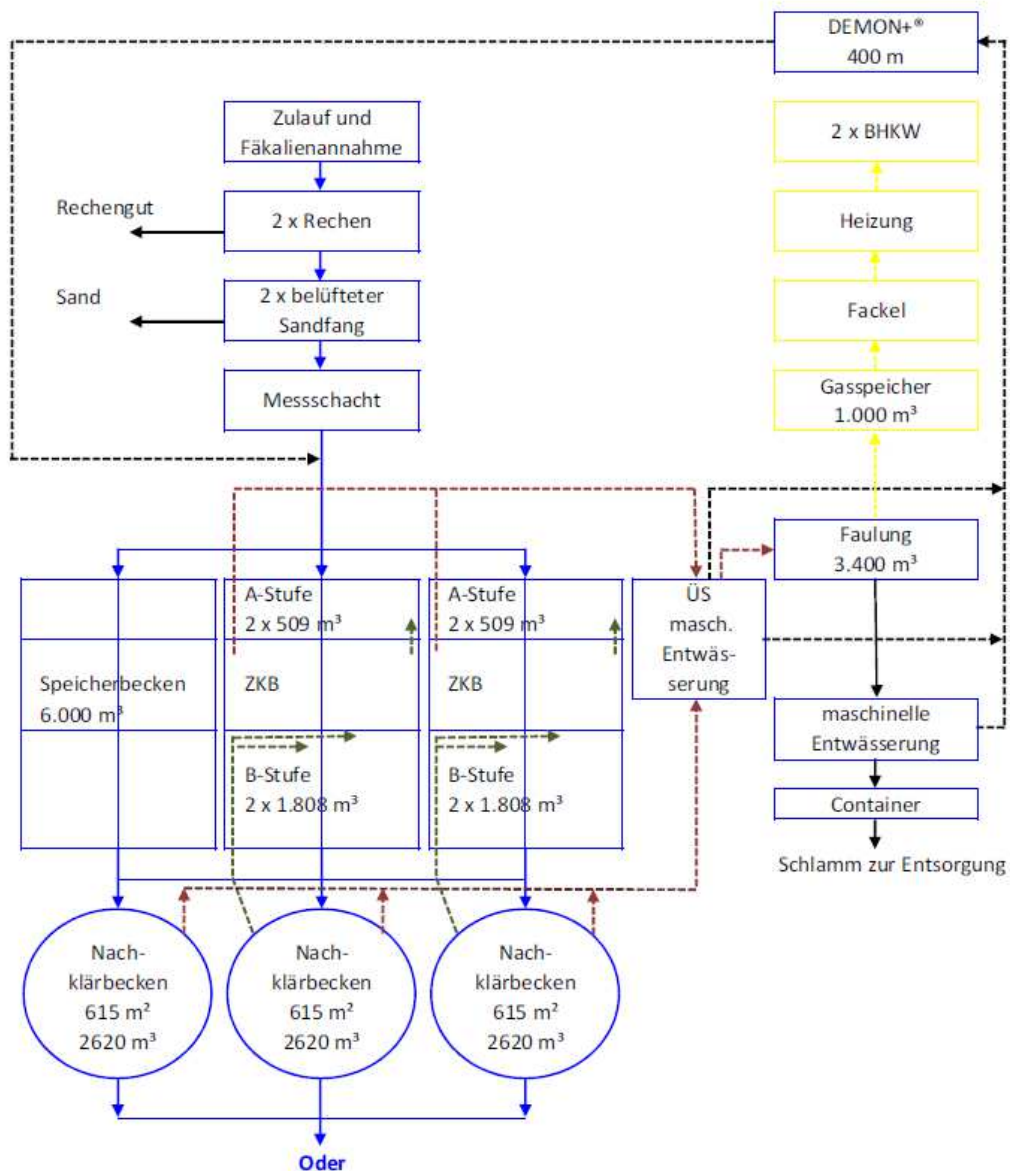 DEMON+®
400 m
Zulauf und
Fäkalienannahme
2 x BHKW
Rechengut
2 x Rechen
Heizung
Sand
2 x belüfteter
Sandfang
Fackel
Messschacht
Gasspeicher
1.000 m³
Faulung
3.400 m³
A-Stufe
2 x 509 m³
A-Stufe
2 x 509 m³
ÜS
masch.
Entwäs-
serung
Speicherbecken
6.000 m³
ZKB
ZKB
maschinelle
Entwässerung
B-Stufe
2 x 1.808 m³
B-Stufe
2 x 1.808 m³
Container
Schlamm zur Entsorgung
Nach-
klärbecken
615 m²
2620 m³
Nach-
klärbecken
615 m²
2620 m³
Nach-
klärbecken
615 m²
2620 m³
Oder